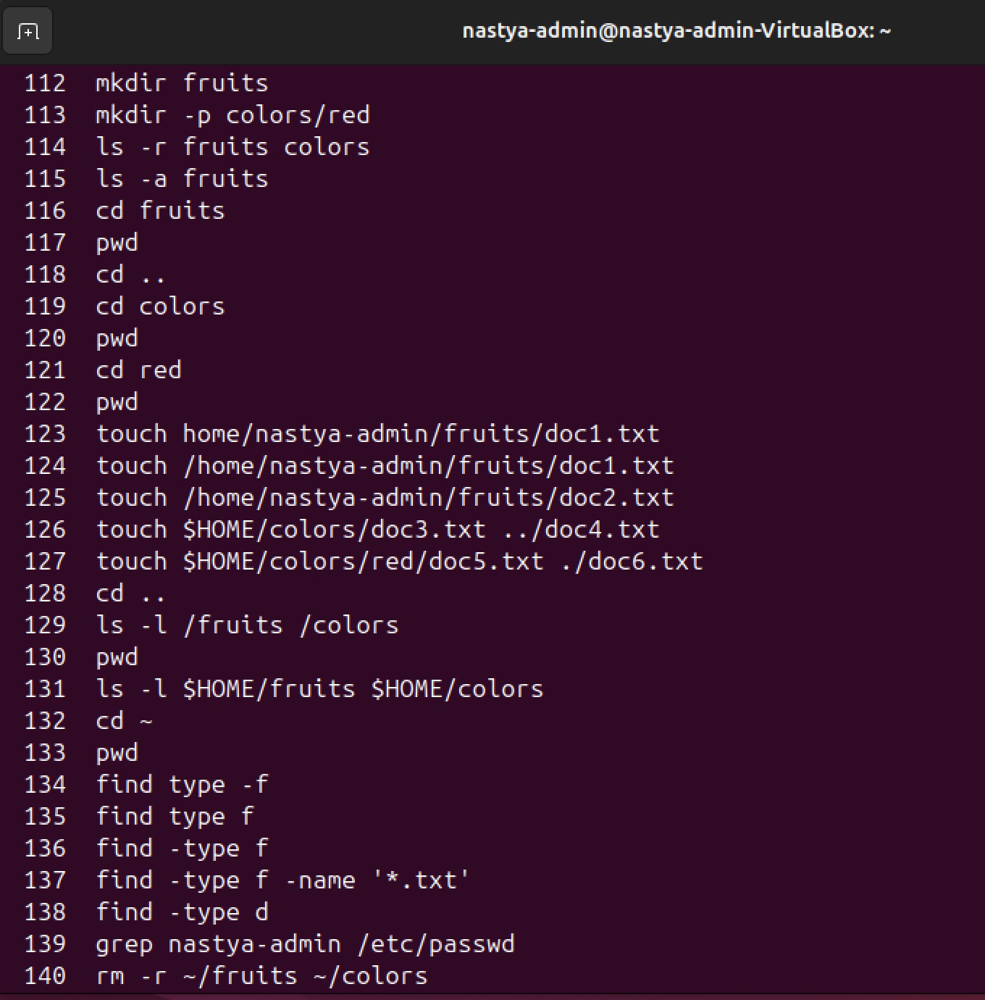 nastya-admin@nastya-admin-VirtualBox: ~
112 mkdir fruits
113 mkdir -p colors/red
114 ls -r fruits colors
115 ls -a fruits
116 cd fruits
117 pwd
118 cd ..
119 cd colors
120 pwd
121 cd red
122 pwd
123 touch home/nastya-admin/fruits/doc1.txt
124 touch /home/nastya-admin/fruits/doc1.txt
125 touch /home/nastya-admin/fruits/doc2.txt
126 touch $HOME/colors/doc3.txt ../doc4.txt
127 touch $HOME/colors/red/doc5.txt ./doc6.txt
128 cd ..
129 ls -l /fruits /colors
130 pwd
131 ls -l $HOME/fruits $HOME/colors
132 cd ~
133 pwd
134 find type -f
135 find type f
136 find -type f
137 find -type f -name '*.txt'
138 find -type d
139 grep nastya-admin /etc/passwd
140 rm -r ~/fruits ~/colors